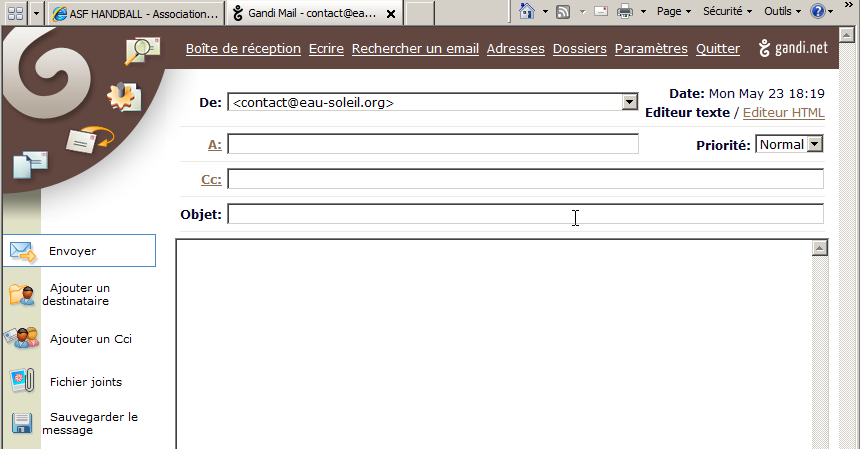 ASF HANDBALL - Association...
Gandi Mail - contact@ea...
Page Sécurité Outils
Boîte de réception Ecrire Rechercher un email Adresses Dossiers Paramètres Quitter gandi.net
Date: Mon May 23 18:19
De: <contact@eau-soleil.org>
Editeur texte / Editeur HTML
A:
Priorité: Normal
Cc:
Objet:
Envoyer
Ajouter un
destinataire
Ajouter un Cci
Fichier joints
Sauvegarder le
message